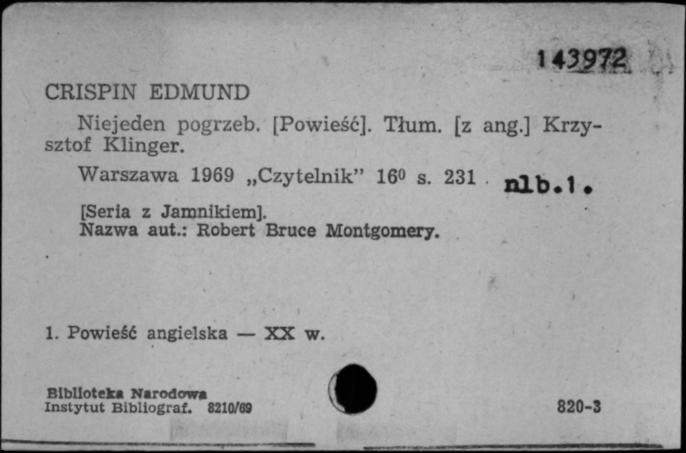 143972
CRISPIN EDMUND
Niejeden pogrzeb. [Powieść]. Tłum. [z ang.] Krzy-
sztof Klinger.
Warszawa 1969 „Czytelnik” 16⁰ s. 231 . nlb.1.
[Seria z Jamnikiem].
Nazwa aut.: Robert Bruce Montgomery.
1. Powieść angielska — XX w.
Biblioteka Narodowa
Instytut Bibliograf. 8210/69
820-3